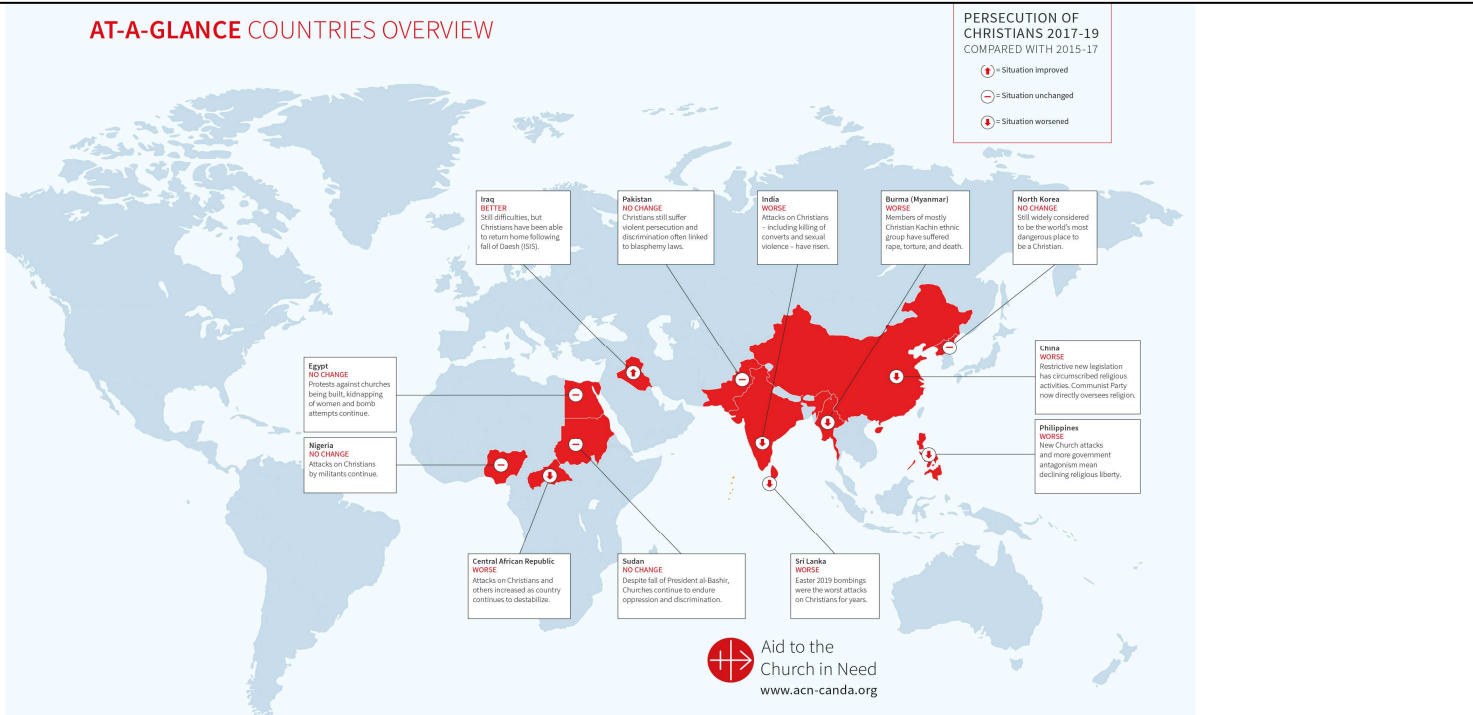 AT-A-GLANCE COUNTRIES OVERVIEW
PERSECUTION OF
CHRISTIANS 2017-19
COMPARED WITH 2015-17
= Situation improved
= Situation unchanged
= Situation worsened
Iraq
BETTER
Still difficulties, but
Christians have been able
to return home following
fall of Daesh (ISIS).
Pakistan
NO CHANGE
Christians still suffer
violent persecution and
discrimination often linked
to blasphemy laws.
India
WORSE
Attacks on Christians
– including killing of
converts and sexual
violence – have risen.
Burma (Myanmar)
WORSE
Members of mostly
Christian Kachin ethnic
group have suffered
rape, torture, and death.
North Korea
NO CHANGE
Still widely considered
to be the world's most
dangerous place to
be a Christian.
Egypt
NO CHANGE
Protests against churches
being built, kidnapping
of women and bomb
attempts continue.
China
WORSE
Restrictive new legislation
has circumscribed religious
activities. Communist Party
now directly oversees religion.
Nigeria
NO CHANGE
Attacks on Christians
by militants continue.
Philippines
WORSE
New Church attacks
and more government
antagonism mean
declining religious liberty.
Central African Republic
WORSE
Attacks on Christians and
others increased as country
continues to destabilize.
Sudan
NO CHANGE
Despite fall of President al-Bashir,
Churches continue to endure
oppression and discrimination.
Sri Lanka
WORSE
Easter 2019 bombings
were the worst attacks
on Christians for years.
Aid to the
Church in Need
www.acn-canda.org